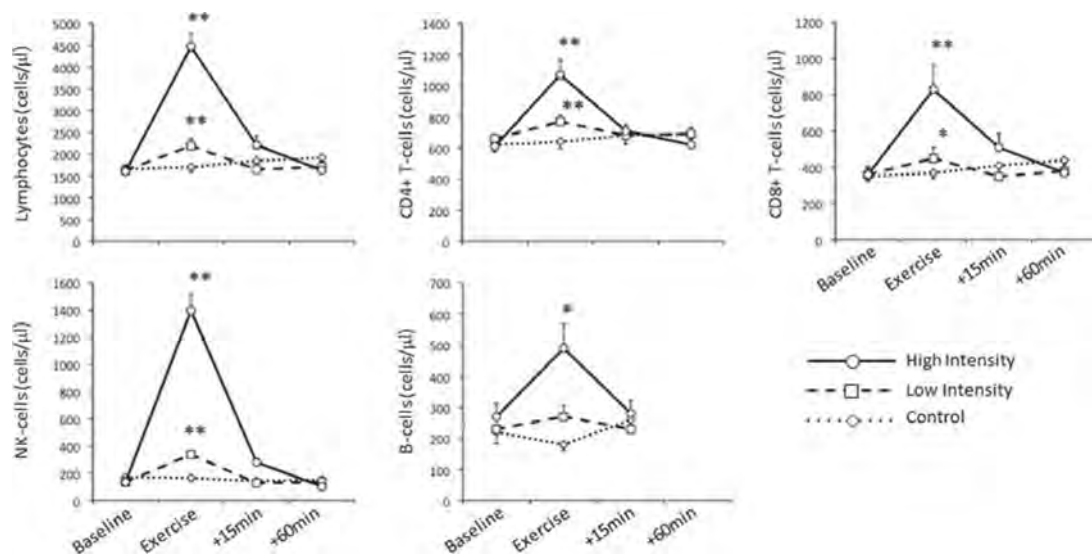 Lymphocytes (cells/µl)
5000
4500
4000
3500
3000
2500
2000
1500
1000
500
0
**
**
CD4+ T-cells (cells/µl)
1400
1200
1000
800
600
400
200
0
**
**
CD8+ T-cells (cells/µl)
1200
1000
800
600
400
200
0
**
*
Baseline
Exercise
+15min
+60min
NK-cells (cells/µl)
1600
1400
1200
1000
800
600
400
200
0
**
**
Baseline
Exercise
+15min
+60min
B-cells (cells/µl)
700
600
500
400
300
200
100
0
*
Baseline
Exercise
+15min
+60min
High Intensity
Low Intensity
Control